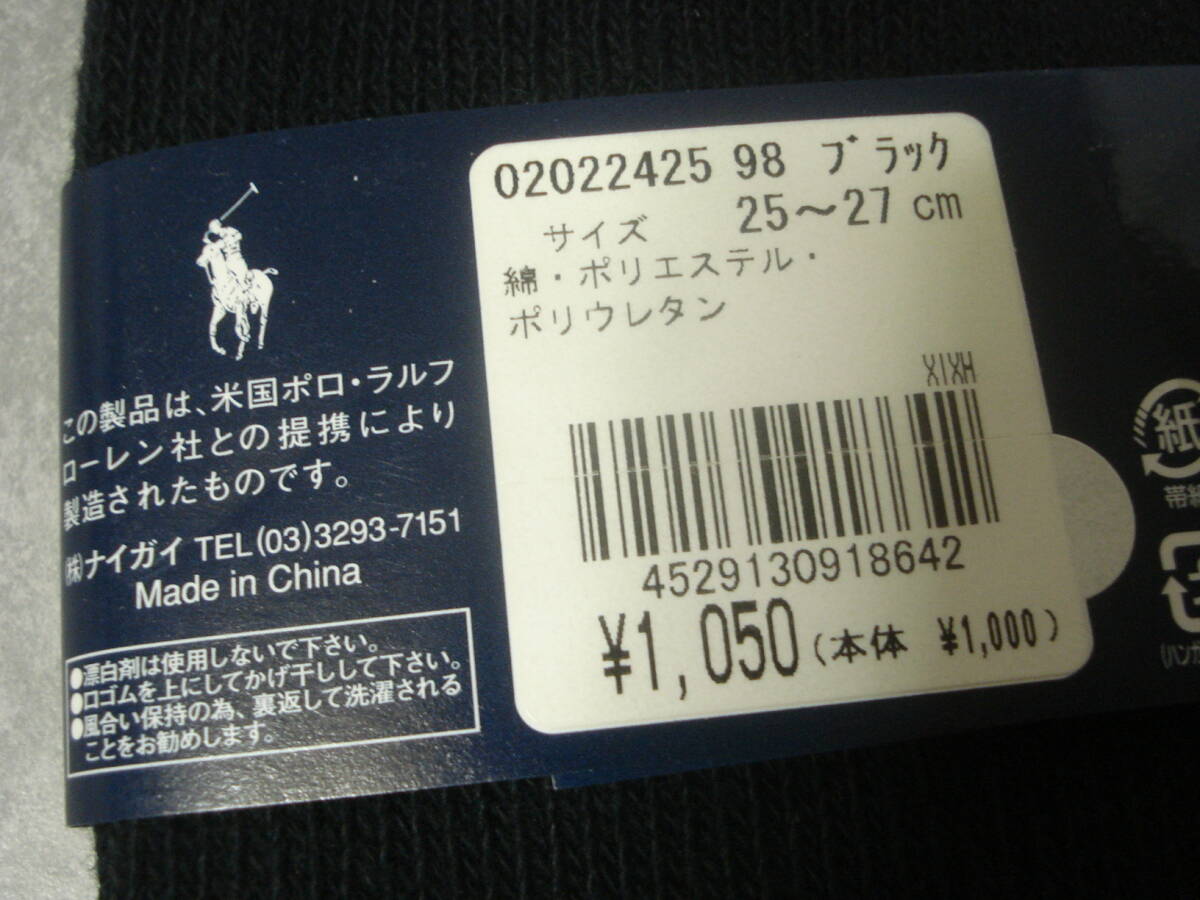 この製品は、米国ポロ・ラルフ
ローレン社との提携により
製造されたものです。
(株)ナイガイ TEL(03)3293-7151
Made in China
●漂白剤は使用しないで下さい。
●口ゴムを上にしてかげ干しして下さい。
●風合い保持の為、裏返して洗濯される
ことをお勧めします。
02022425 98 ブラック
サイズ 25～27 cm
綿・ポリエステル・
ポリウレタン
XIXH
4529130918642
¥1,050(本体 ¥1,000)
紙
帯紙